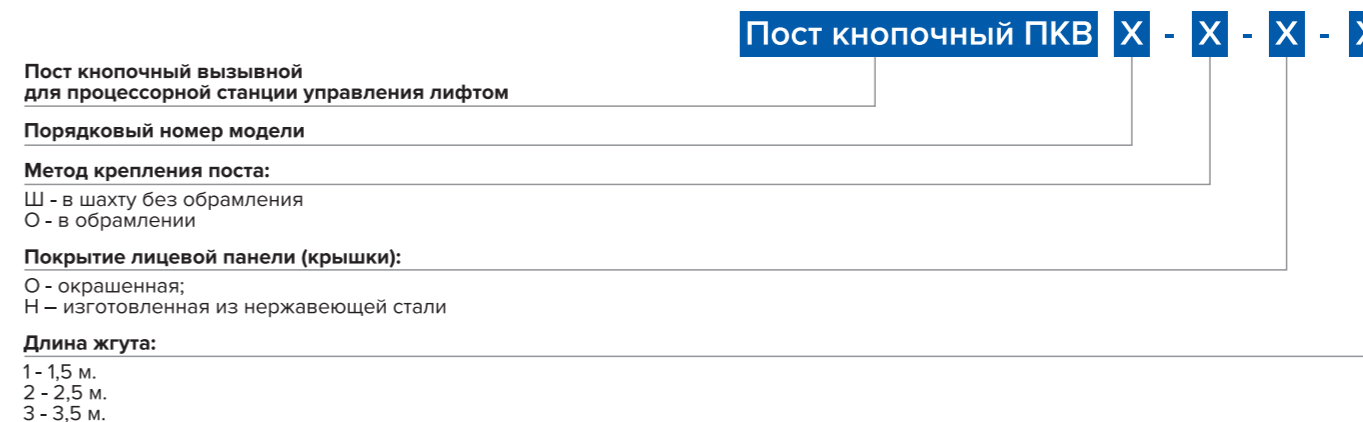 Пост кнопочный ПКВ X - X - X - X
Пост кнопочный вызывной
для процессорной станции управления лифтом
Порядковый номер модели
Метод крепления поста:
Ш - в шахту без обрамления
О - в обрамлении
Покрытие лицевой панели (крышки):
О - окрашенная;
Н – изготовленная из нержавеющей стали
Длина жгута:
1 - 1,5 м.
2 - 2,5 м.
3 - 3,5 м.